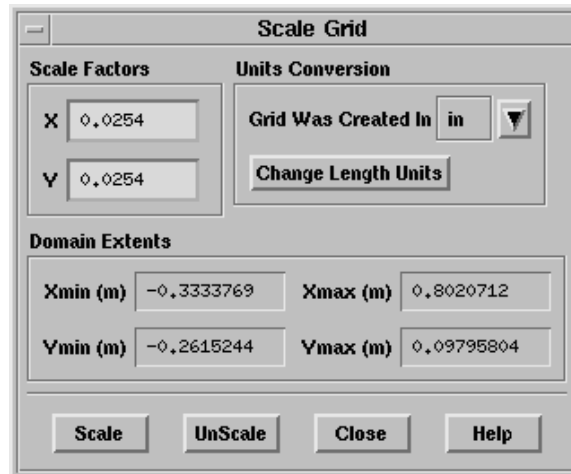 Scale Grid
Scale Factors
Units Conversion
X 0.0254
Grid Was Created In in
Y 0.0254
Change Length Units
Domain Extents
Xmin (m) -0.3333769 Xmax (m) 0.8020712
Ymin (m) -0.2615244 Ymax (m) 0.09795804
Scale UnScale Close Help